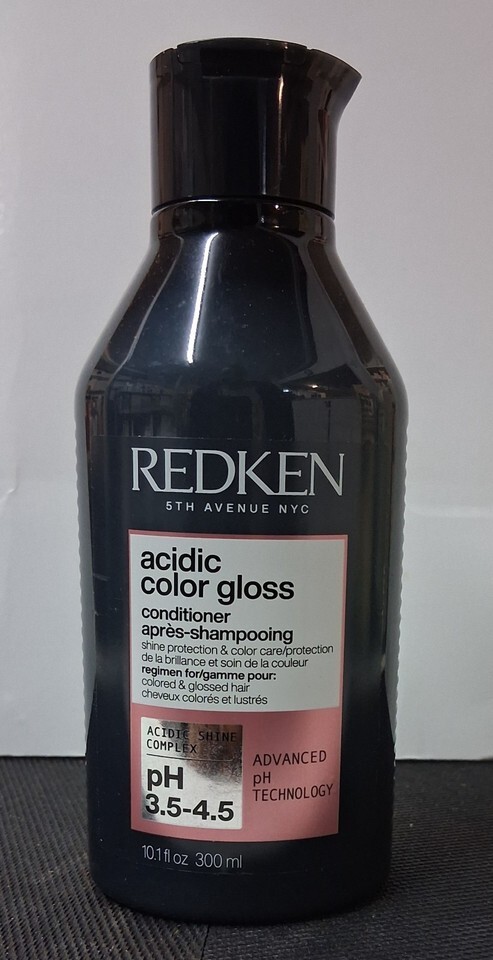 REDKEN
5TH AVENUE NYC
acidic
color gloss
conditioner
après-shampooing
shine protection & color care/protection
de la brillance et soin de la couleur
regimen for/gamme pour:
colored & glossed hair
cheveux colorés et lustrés
ACIDIC SHINE
COMPLEX
pH
3.5-4.5
ADVANCED
pH
TECHNOLOGY
10.1 fl oz 300 ml